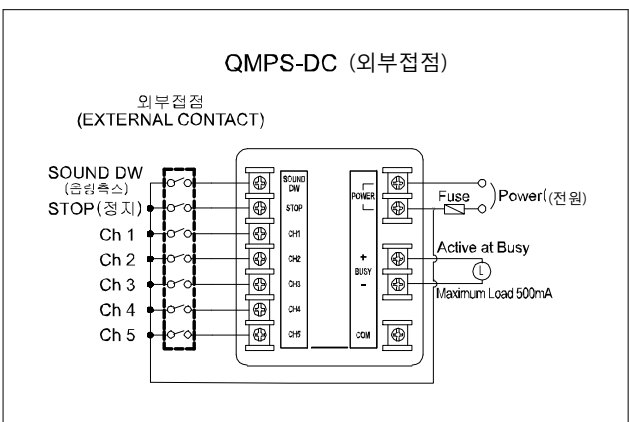 QMPS-DC (외부접점)
외부접점
(EXTERNAL CONTACT)
SOUND DW
(음량축스)
STOP(정지)
Ch 1
Ch 2
Ch 3
Ch 4
Ch 5
SOUND
DW
STOP
CH1
CH2
CH3
CH4
CH5
POWER
+
BUSY
-
COM
Fuse
Power(전원)
Active at Busy
L
Maximum Load 500mA